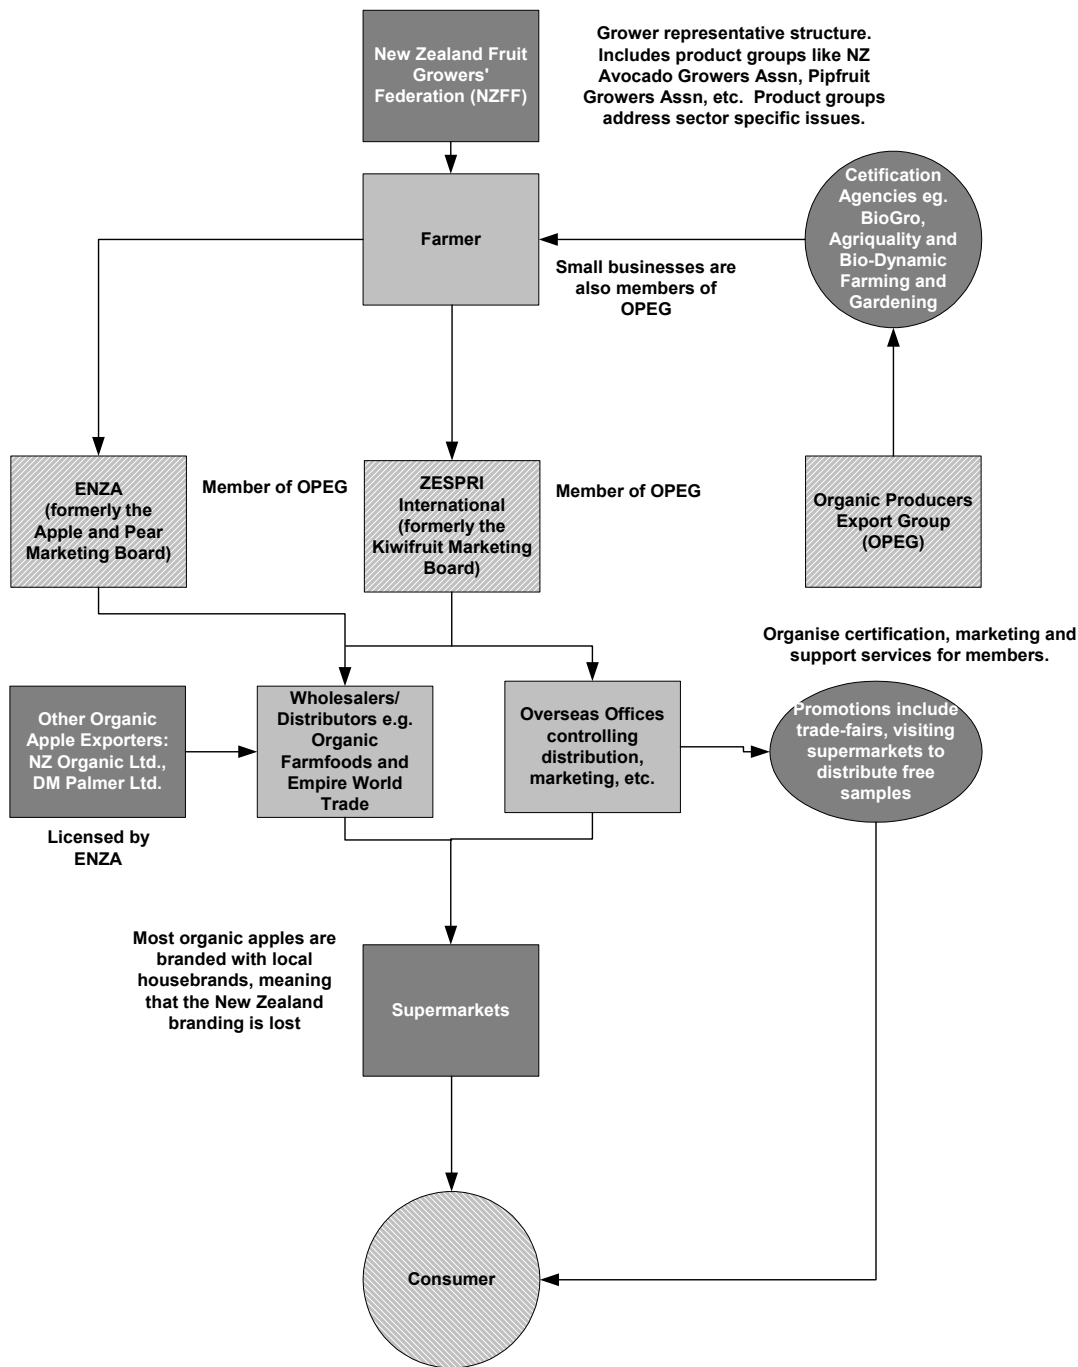 New Zealand Fruit
Growers'
Federation (NZFF)
Grower representative structure.
Includes product groups like NZ
Avocado Growers Assn, Pipfruit
Growers Assn, etc.  Product groups
address sector specific issues.
Farmer
Cetification
Agencies eg.
BioGro,
Agriquality and
Bio-Dynamic
Farming and
Gardening
Small businesses are
also members of
OPEG
ENZA
(formerly the
Apple and Pear
Marketing Board)
Member of OPEG
ZESPRI
International
(formerly the
Kiwifruit Marketing
Board)
Member of OPEG
Organic Producers
Export Group
(OPEG)
Organise certification, marketing and
support services for members.
Other Organic
Apple Exporters:
NZ Organic Ltd.,
DM Palmer Ltd.
Licensed by
ENZA
Wholesalers/
Distributors e.g.
Organic
Farmfoods and
Empire World
Trade
Overseas Offices
controlling
distribution,
marketing, etc.
Promotions include
trade-fairs, visiting
supermarkets to
distribute free
samples
Most organic apples are
branded with local
housebrands, meaning
that the New Zealand
branding is lost
Supermarkets
Consumer